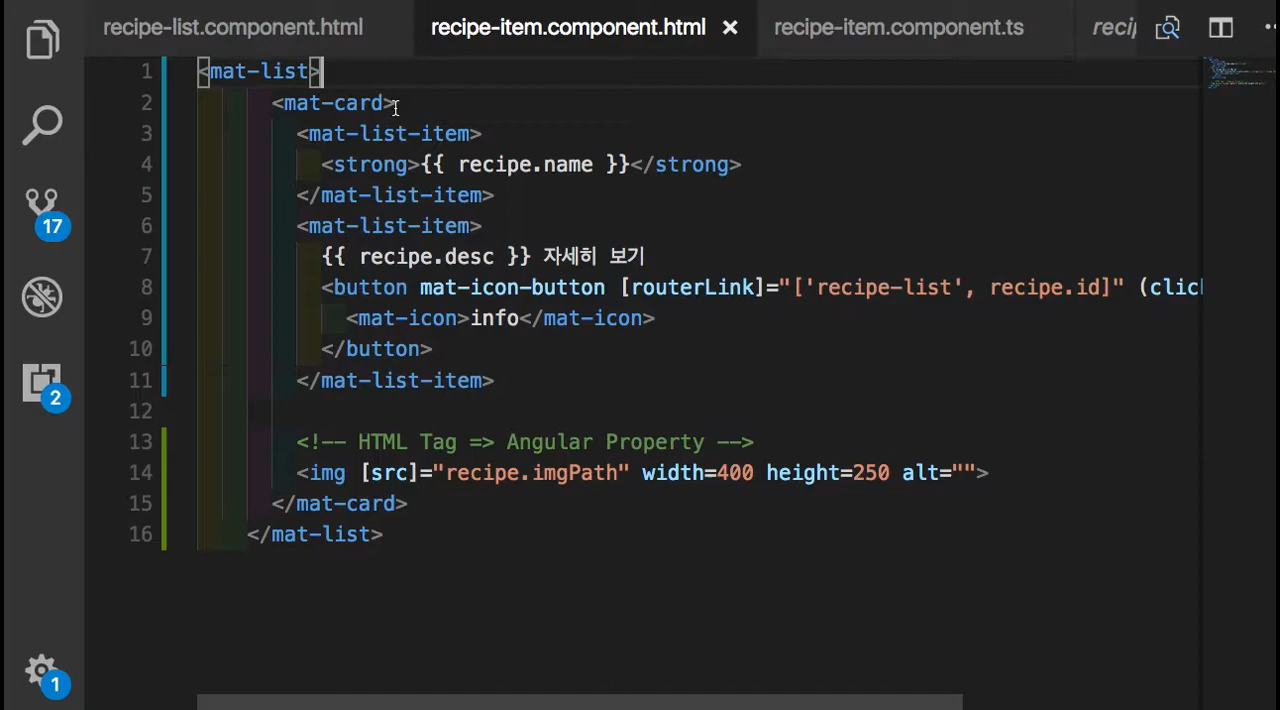 recipe-list.component.html
recipe-item.component.html
recipe-item.component.ts
1 <mat-list>
2 <mat-card>
3 <mat-list-item>
4 <strong>{{ recipe.name }}</strong>
5 </mat-list-item>
6 <mat-list-item>
7 {{ recipe.desc }} 자세히 보기
8 <button mat-icon-button [routerLink]="['recipe-list', recipe.id]" (clic
9 <mat-icon>info</mat-icon>
10 </button>
11 </mat-list-item>
12
13 <!-- HTML Tag => Angular Property -->
14 <img [src]="recipe.imgPath" width=400 height=250 alt="">
15 </mat-card>
16 </mat-list>
17
2
1